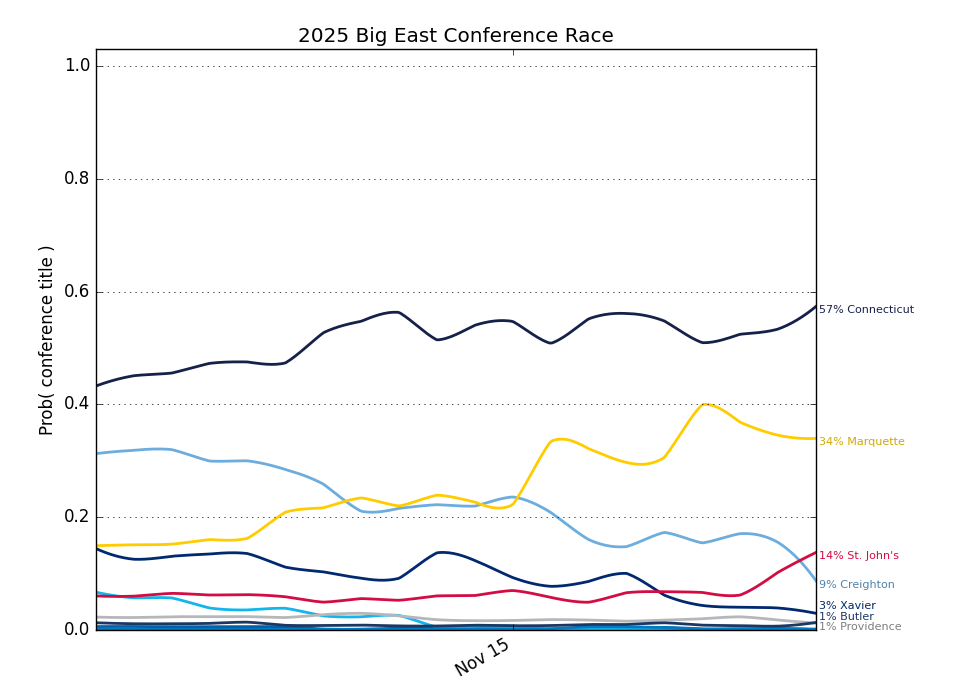 2025 Big East Conference Race
1.0
0.8
0.6
0.4
0.2
0.0
Prob( conference title )
Nov 15
57% Connecticut
34% Marquette
14% St. John's
9% Creighton
3% Xavier
1% Butler
1% Providence